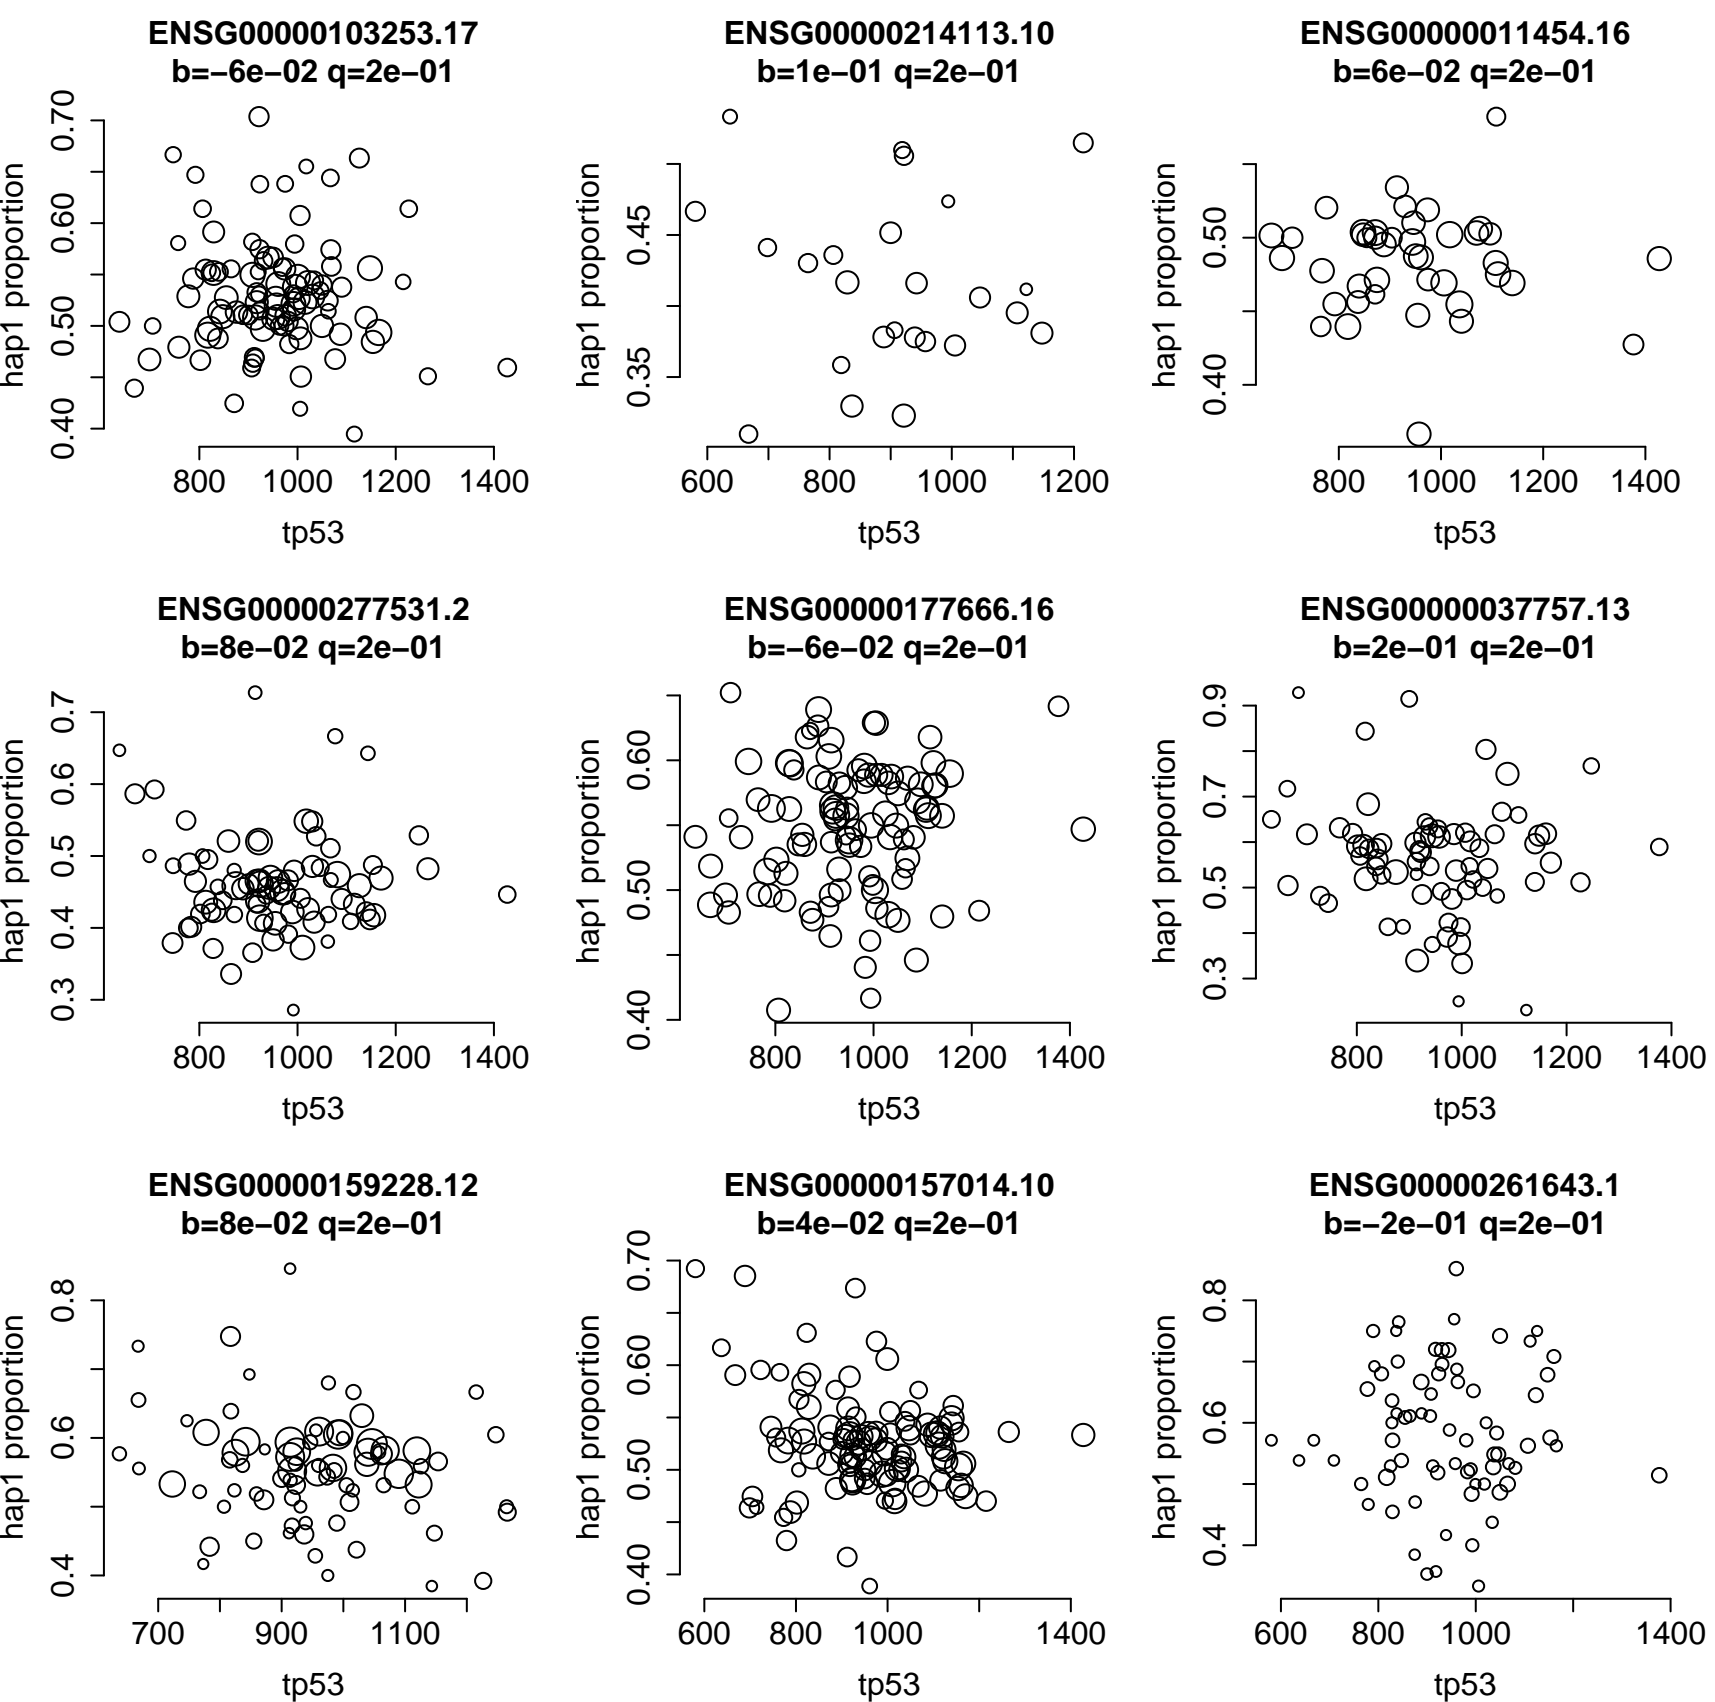 ENSG00000103253.17
b=−6e−02 q=2e−01
hap1 proportion
0.40 0.50 0.60 0.70
800 1000 1200 1400
tp53
ENSG00000214113.10
b=1e−01 q=2e−01
hap1 proportion
0.35 0.45
600 800 1000 1200
tp53
ENSG00000011454.16
b=6e−02 q=2e−01
hap1 proportion
0.40 0.50
800 1000 1200 1400
tp53
ENSG00000277531.2
b=8e−02 q=2e−01
hap1 proportion
0.3 0.4 0.5 0.6 0.7
800 1000 1200 1400
tp53
ENSG00000177666.16
b=−6e−02 q=2e−01
hap1 proportion
0.40 0.50 0.60
800 1000 1200 1400
tp53
ENSG00000037757.13
b=2e−01 q=2e−01
hap1 proportion
0.3 0.5 0.7 0.9
800 1000 1200 1400
tp53
ENSG00000159228.12
b=8e−02 q=2e−01
hap1 proportion
0.4 0.6 0.8
700 900 1100
tp53
ENSG00000157014.10
b=4e−02 q=2e−01
hap1 proportion
0.40 0.50 0.60 0.70
600 800 1000 1400
tp53
ENSG00000261643.1
b=−2e−01 q=2e−01
hap1 proportion
0.4 0.6 0.8
600 800 1000 1400
tp53